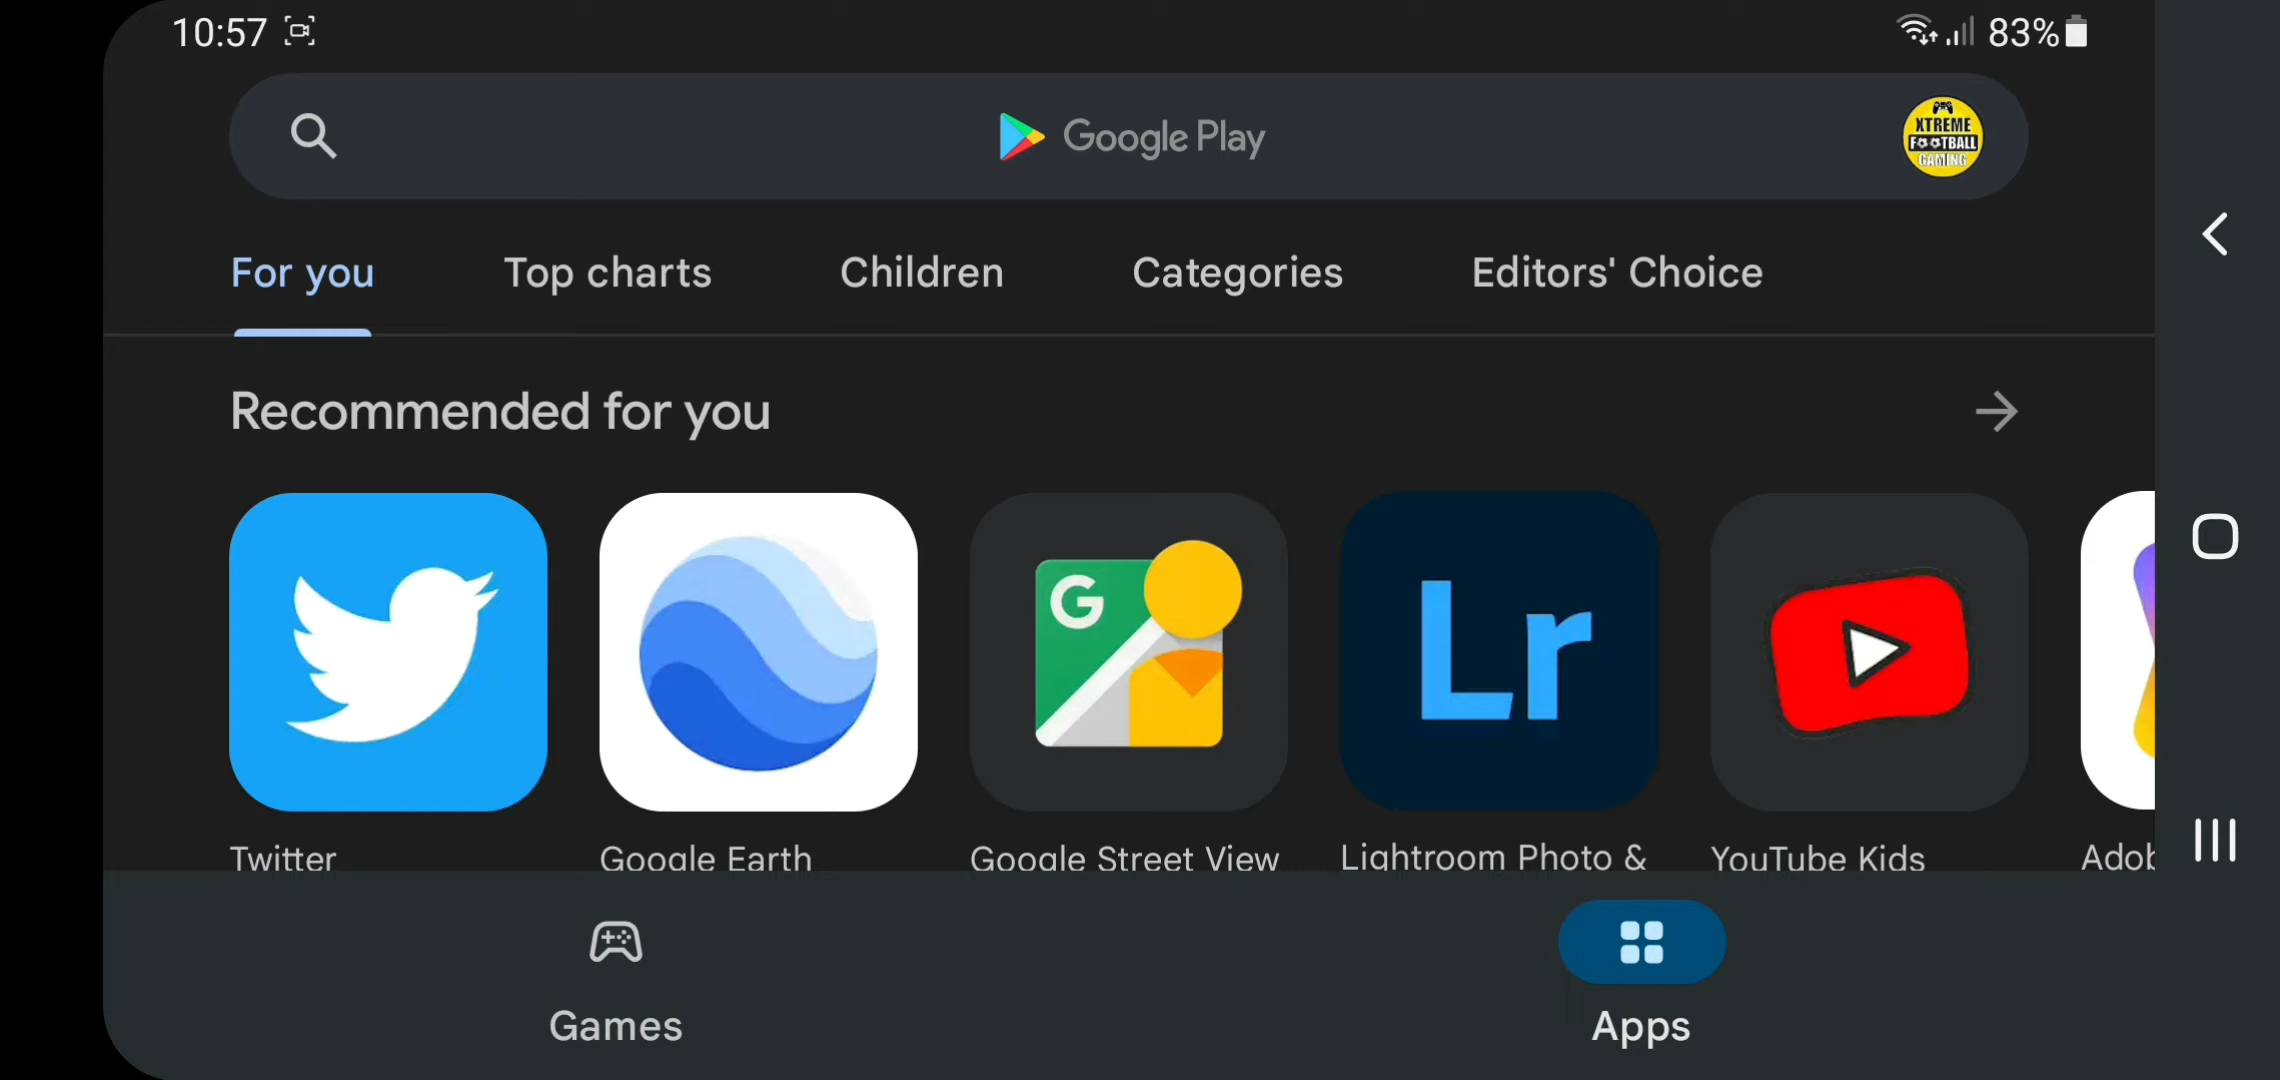 10:57
83%
Google Play
XTREME
FOOTBALL
GAMING
For you
Top charts
Children
Categories
Editors' Choice
Recommended for you
G
Lr
Twitter
Google Earth
Google Street View
Lightroom Photo &
YouTube Kids
Adob
Games
Apps